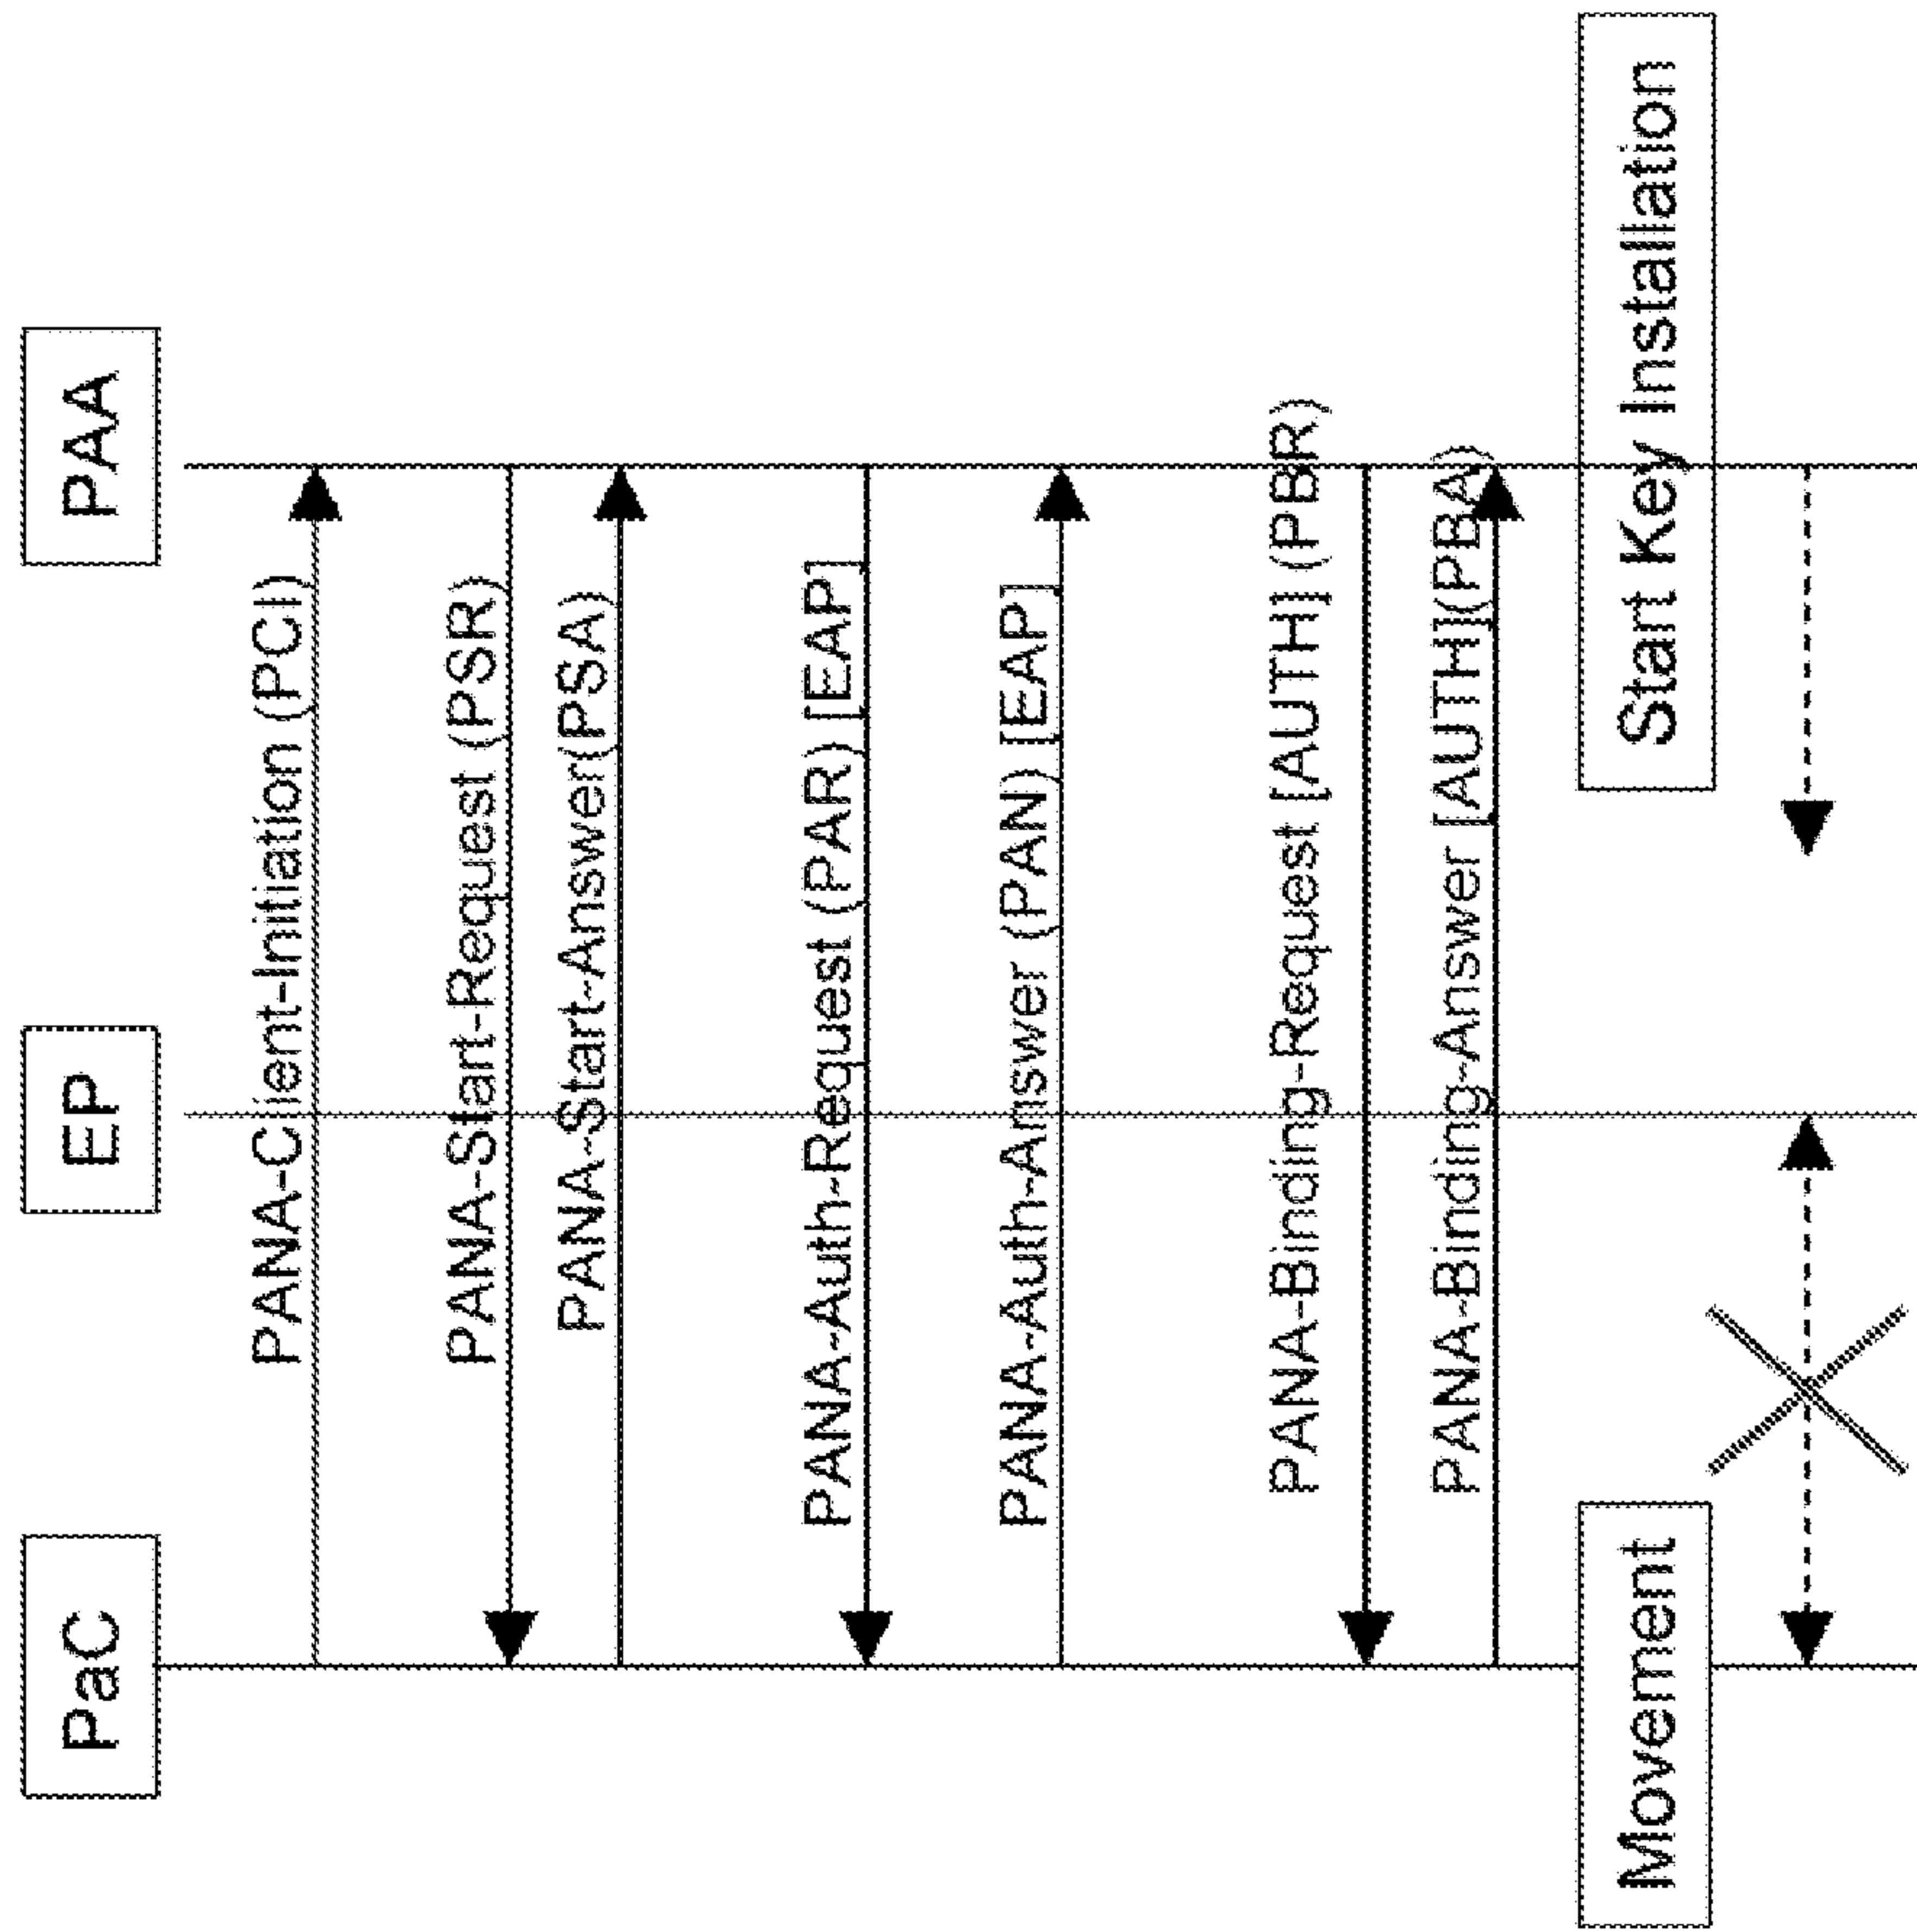 PaC
EP
PAA
PANA-Client-Initiation (PCI)
PANA-Start-Request (PSR)
PANA-Start-Answer(PSA)
PANA-Auth-Request (PAR) [EAP]
PANA-Auth-Answer (PAN) [EAP]
PANA-Binding-Request [AUTH] (PBR)
PANA-Binding-Answer [AUTH](PBA)
Movement
Start Key Installation